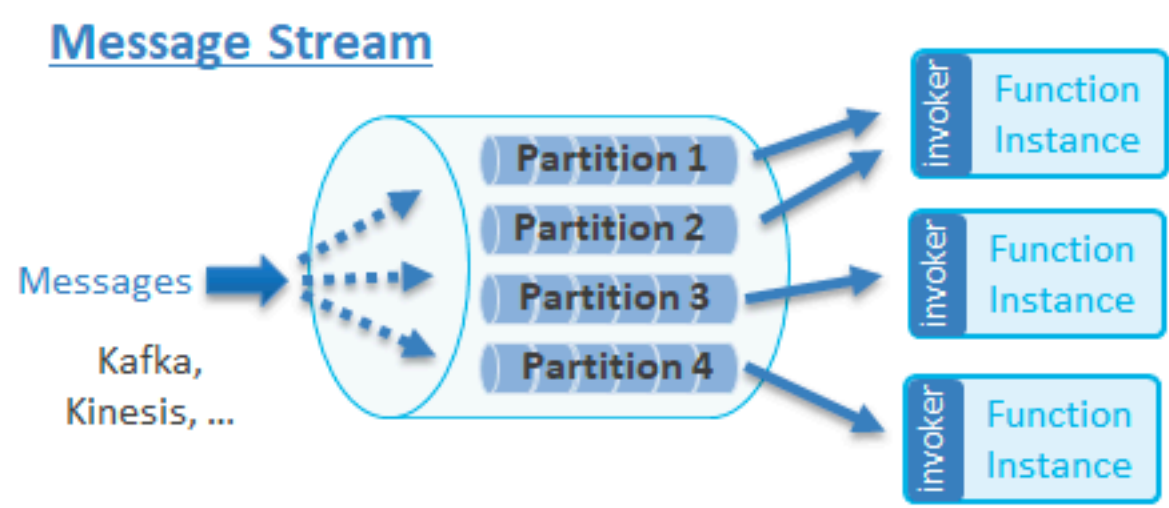 Message Stream
Messages
Kafka,
Kinesis, ...
Partition 1
Partition 2
Partition 3
Partition 4
invoker
Function
Instance
invoker
Function
Instance
invoker
Function
Instance